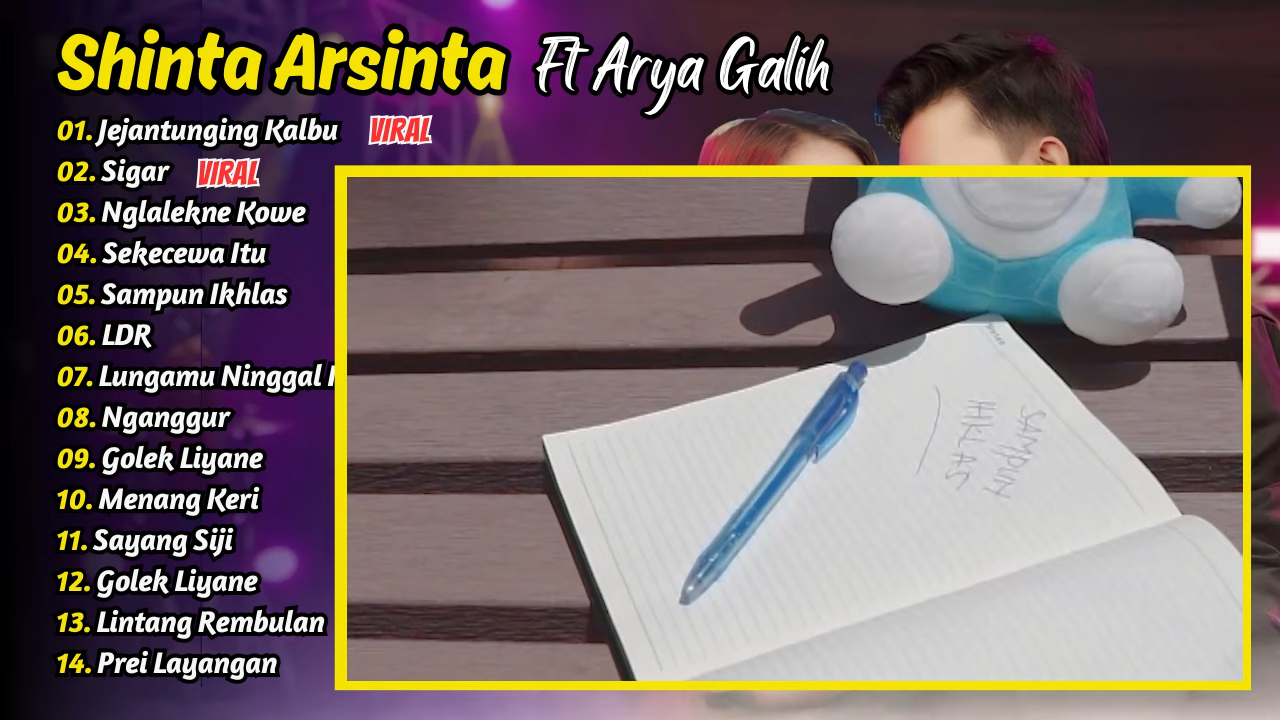 Shinta Arsinta Ft Arya Galih
01. Jejantunging Kalbu VIRAL
02. Sigar VIRAL
03. Nglalekne Kowe
04. Sekecewa Itu
05. Sampun Ikhlas
06. LDR
07. Lungamu Ninggal
08. Nganggur
09. Golek Liyane
10. Menang Keri
11. Sayang Siji
12. Golek Liyane
13. Lintang Rembulan
14. Prei Layangan
SAMPUN
IKHLAS